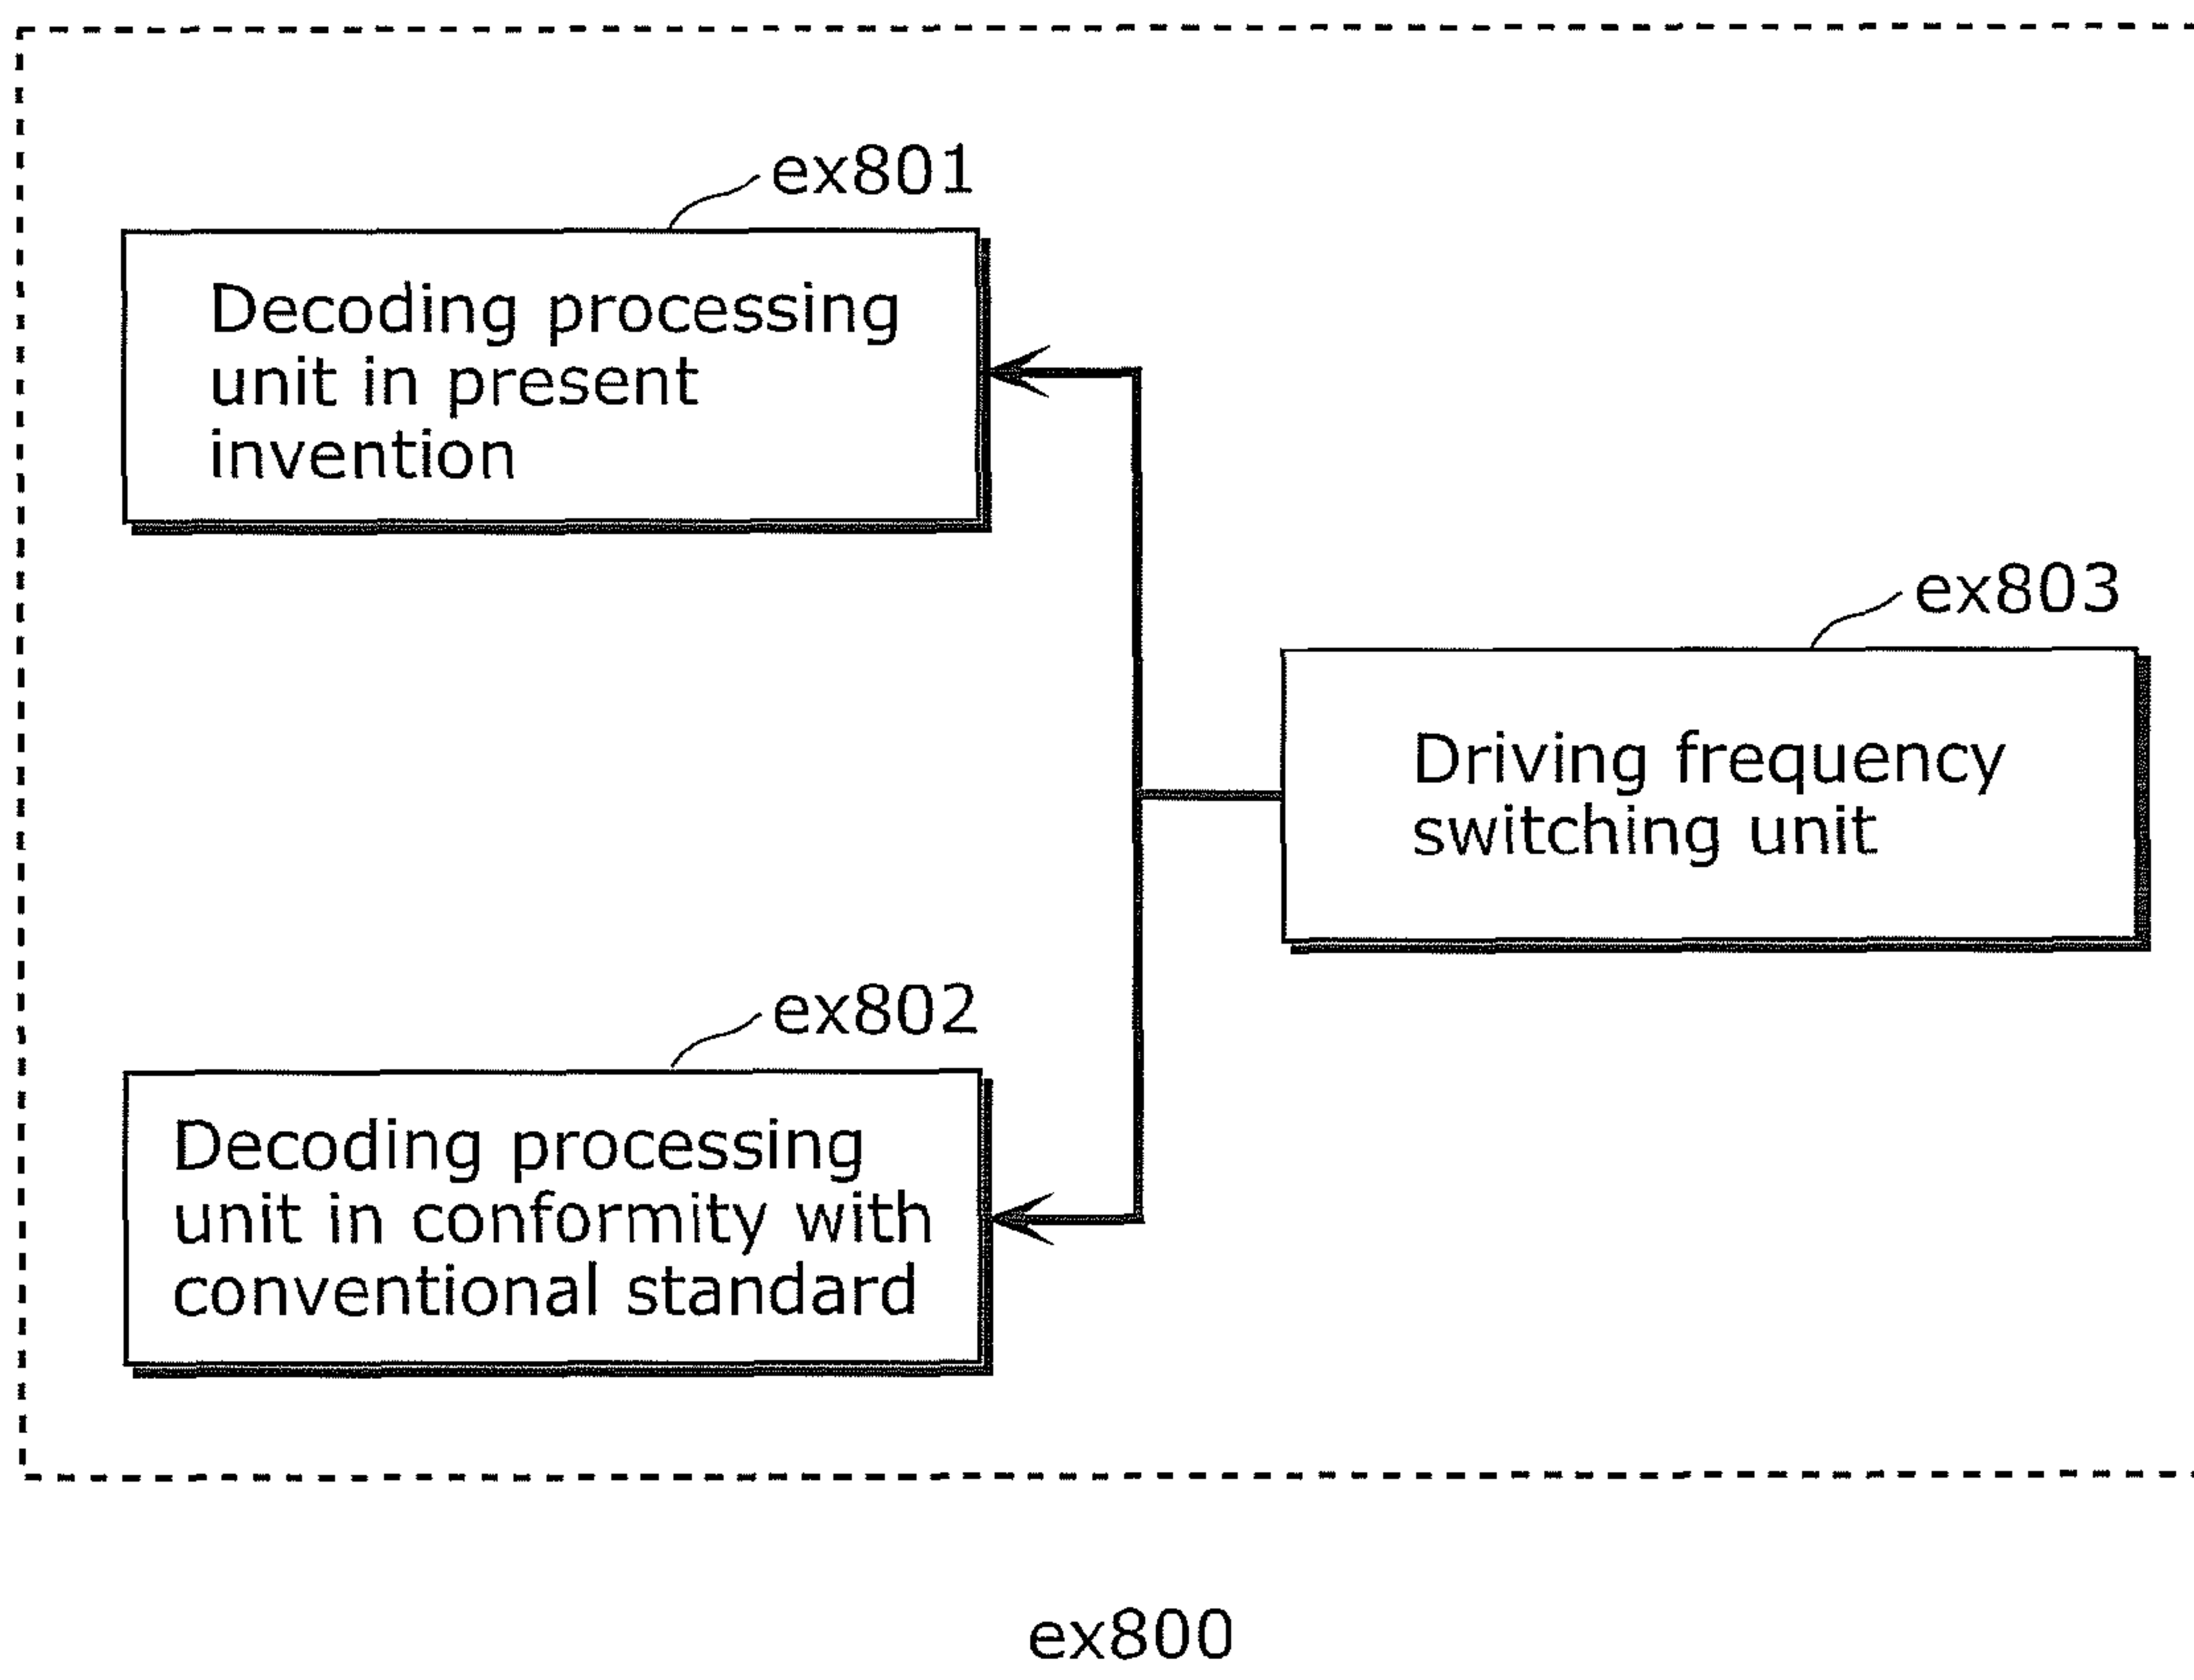 ex801
Decoding processing
unit in present
invention
ex803
Driving frequency
switching unit
ex802
Decoding processing
unit in conformity with
conventional standard
ex800